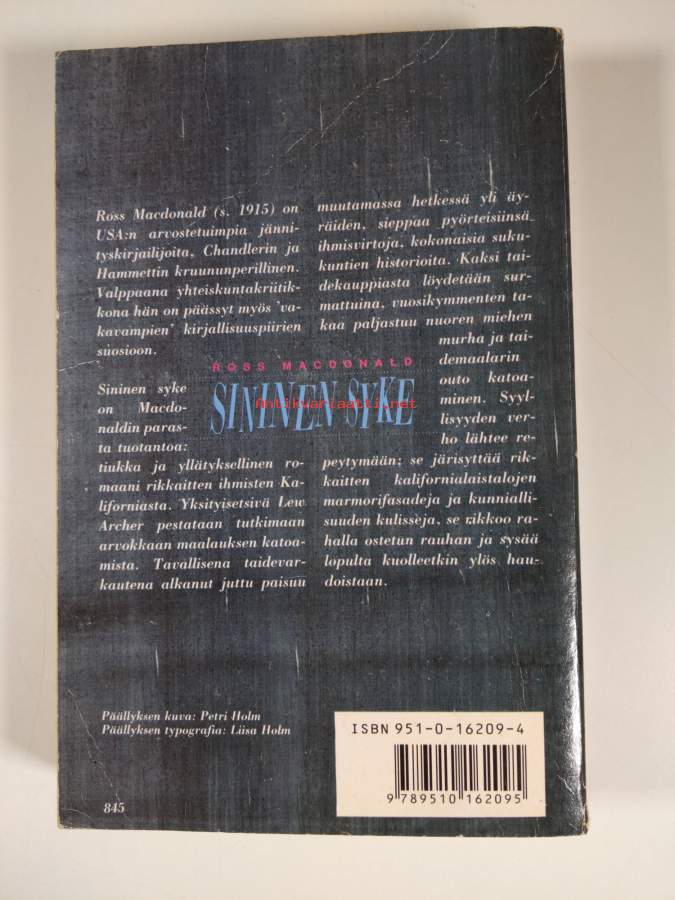 Ross Macdonald (s. 1915) on
USA:n arvostetuimpia jänni-
tyskirjailijoita, Chandlerin ja
Hammettin kruununperillinen.
Valppaana yhteiskuntakriitik-
kona hän on päässyt myös 'va-
kavampien' kirjallisuuspiirien
suosioon.
Sininen syke
on Macdo-
naldin paras-
ta tuotantoa:
tiukka ja yllätyksellinen ro-
maani rikkaitten ihmisten Ka-
liforniasta. Yksityisetsivä Lew
Archer pestataan tutkimaan
arvokkaan maalauksen katoa-
mista. Tavallisena taidevar-
kautena alkanut juttu paisuu
ROSS MACDONALD
SININEN SYKE
Antikvariaatti.net
muutamassa hetkessä yli äy-
räiden, sieppaa pyörteisiinsä
ihmisvirtoja, kokonaisia suku-
kuntien historioita. Kaksi tai-
dekauppiasta löydetään sur-
mattuina, vuosikymmenten ta-
kaa paljastuu nuoren miehen
murha ja tai-
demaalarin
outo katoa-
minen. Syyl-
lisyyden ver-
ho lähtee re-
peytymään; se järisyttää rik-
kaitten kalifornialaistalojen
marmorifasadeja ja kunnialli-
suuden kulisseja, se rikkoo ra-
halla ostetun rauhan ja sysää
lopulta kuolleetkin ylös hau-
doistaan.
Päällyksen kuva: Petri Holm
Päällyksen typografia: Liisa Holm
845
ISBN 951-0-16209-4
9 789510 162095